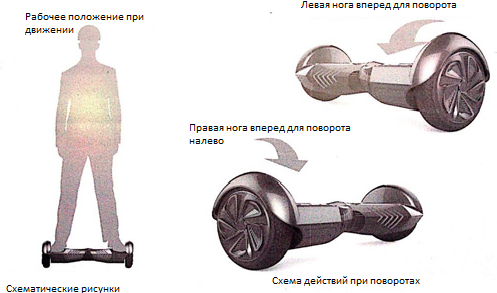 Рабочее положение при
движении
Левая нога вперед для поворота
Правая нога вперед для поворота
налево
Схематические рисунки
Схема действий при поворотах